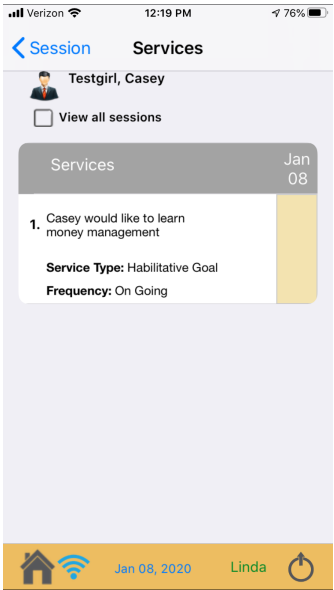 Verizon 12:19 PM 76%
Session Services
Testgirl, Casey
View all sessions
Services Jan 08
1. Casey would like to learn
money management
Service Type: Habilitative Goal
Frequency: On Going
Jan 08, 2020 Linda